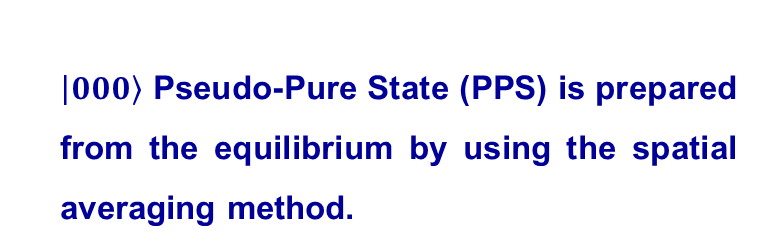 |000⟩ Pseudo-Pure State (PPS) is prepared
from the equilibrium by using the spatial
averaging method.